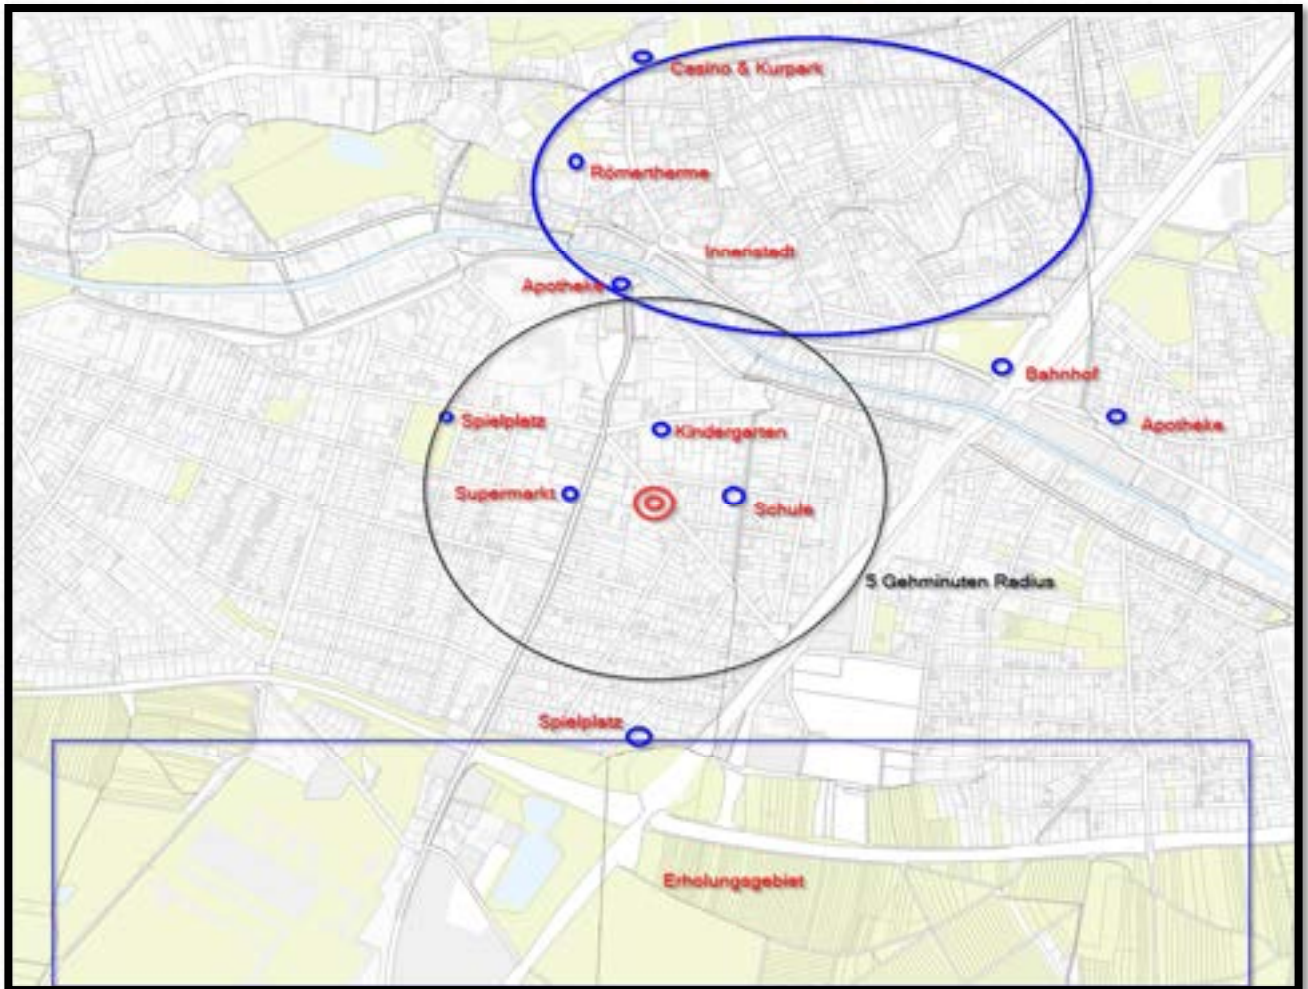 Casino & Kurpark
Römertherme
Innenstadt
Apotheke
Bahnhof
Apotheke
Spielplatz
Kindergarten
Supermarkt
Schule
5 Gehminuten Radius
Spielplatz
Erholungsgebiet